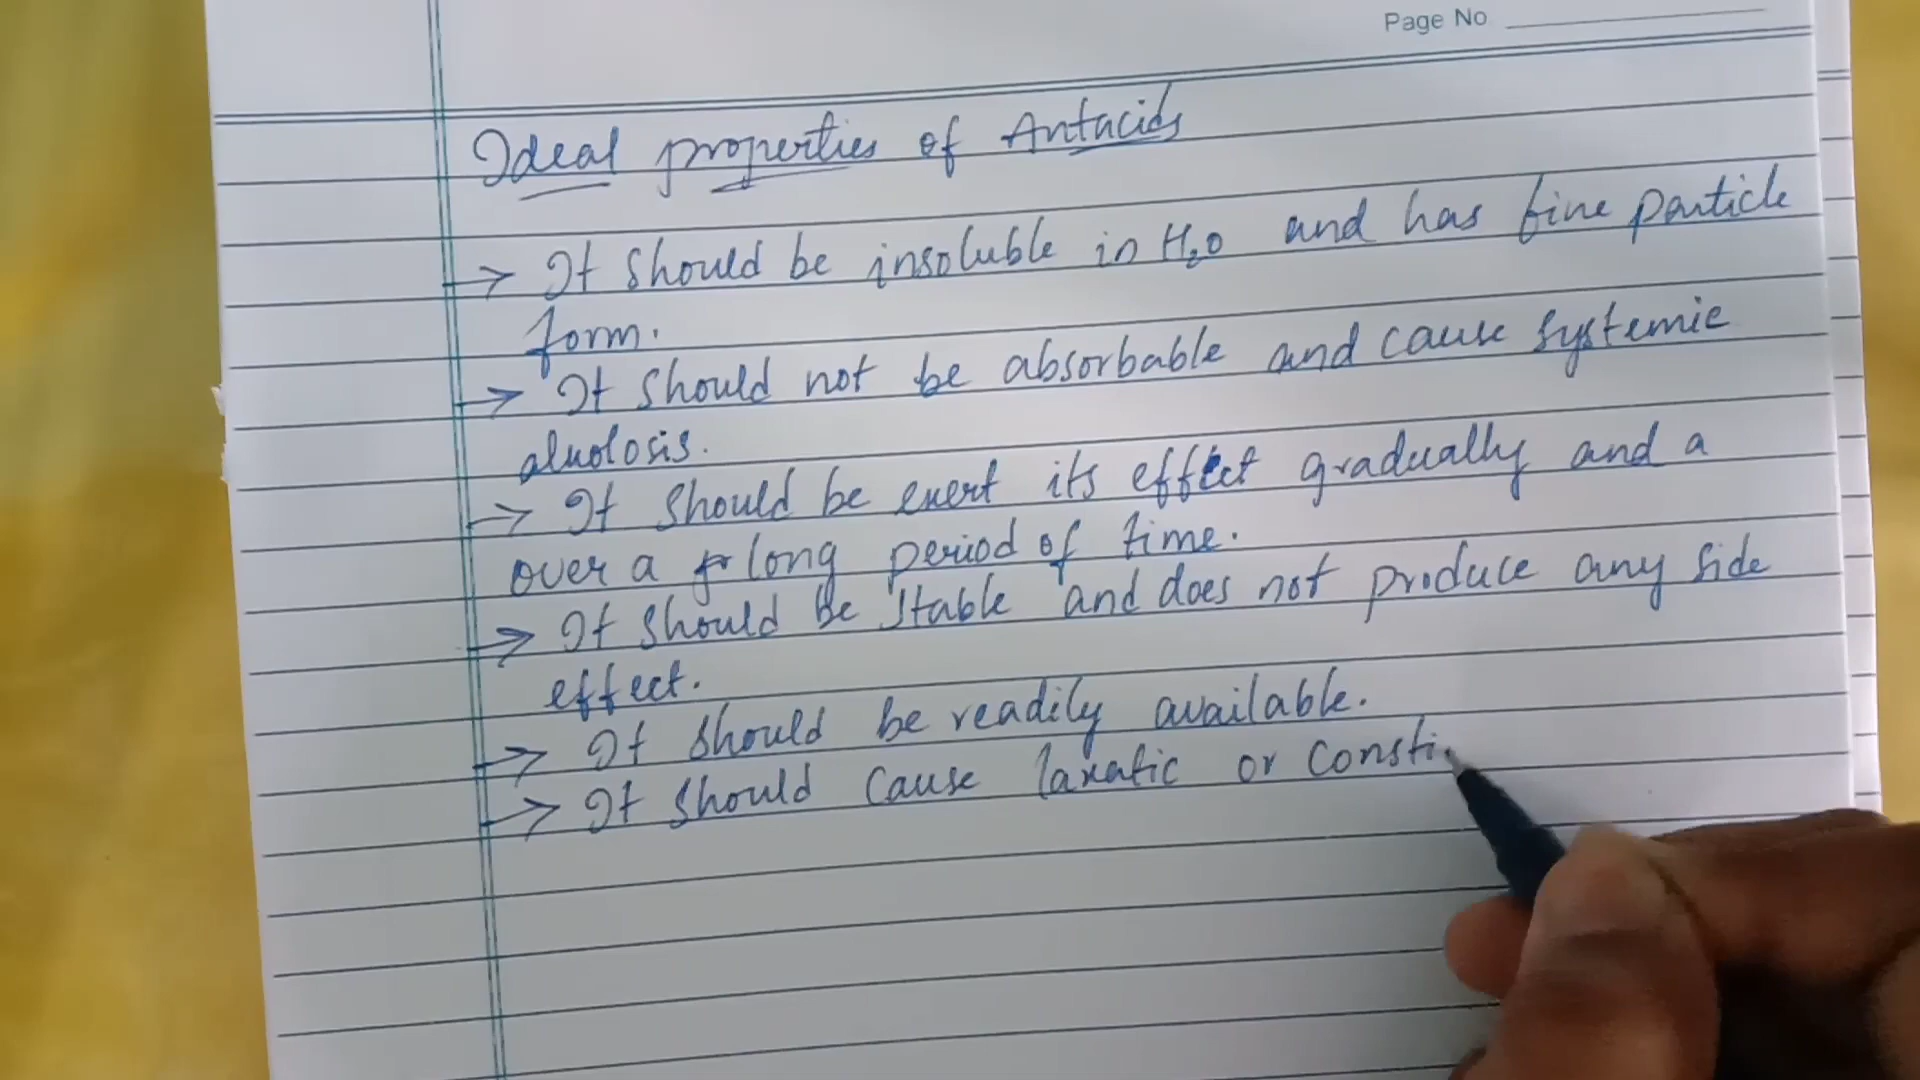 Page No
Ideal properties of Antacids
-> It should be insoluble in H₂O and has fine particle
form.
-> It should not be absorbable and cause systemic
alkolosis.
-> It should be exert its effect gradually and a
over a long period of time.
-> It should be stable and does not produce any side
effect.
-> It should be readily available.
-> It should cause laxatic or consti